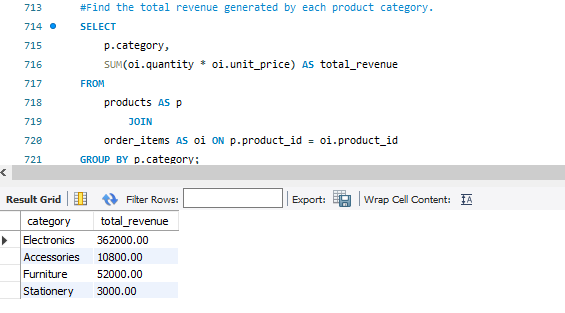 713 #Find the total revenue generated by each product category.
714 SELECT
715 p.category,
716 SUM(oi.quantity * oi.unit_price) AS total_revenue
717 FROM
718 products AS p
719 JOIN
720 order_items AS oi ON p.product_id = oi.product_id
721 GROUP BY p.category;
Result Grid Filter Rows: Export: Wrap Cell Content:
category total_revenue
Electronics 362000.00
Accessories 10800.00
Furniture 52000.00
Stationery 3000.00